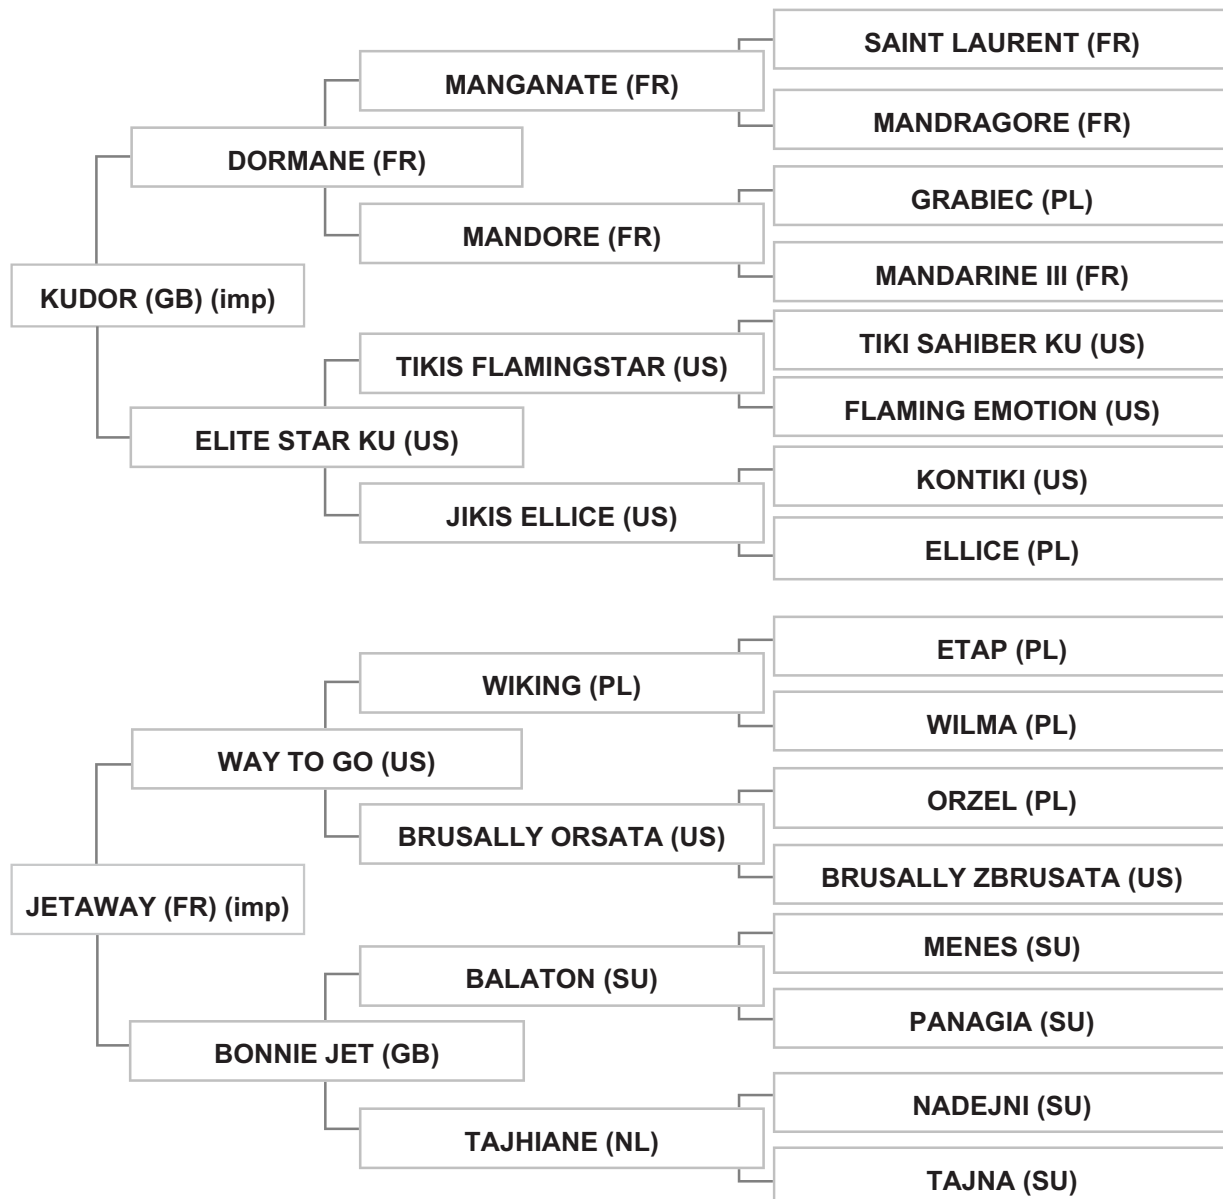 SAINT LAURENT (FR)
MANGANATE (FR)
MANDRAGORE (FR)
DORMANE (FR)
GRABIEC (PL)
MANDORE (FR)
MANDARINE III (FR)
KUDOR (GB) (imp)
TIKI SAHIBER KU (US)
TIKIS FLAMINGSTAR (US)
FLAMING EMOTION (US)
ELITE STAR KU (US)
KONTIKI (US)
JIKIS ELLICE (US)
ELLICE (PL)
ETAP (PL)
WIKING (PL)
WILMA (PL)
WAY TO GO (US)
ORZEL (PL)
BRUSALLY ORSATA (US)
BRUSALLY ZBRUSATA (US)
JETAWAY (FR) (imp)
MENES (SU)
BALATON (SU)
PANAGIA (SU)
BONNIE JET (GB)
NADEJNI (SU)
TAJHIANE (NL)
TAJNA (SU)